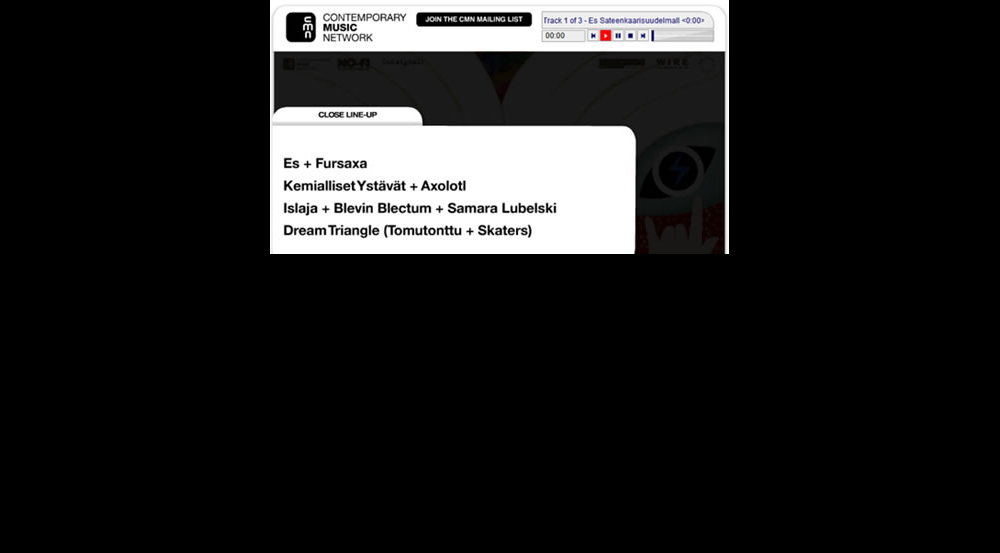 CONTEMPORARY
MUSIC
NETWORK
JOIN THE CMN MAILING LIST
Track 1 of 3 - Es Sateenkaarisuudelmall <0:00>
00:00
NO-FI
WIRE
CLOSE LINE-UP
Es + Fursaxa
Kemialliset Ystävät + Axolotl
Islaja + Blevin Blectum + Samara Lubelski
Dream Triangle (Tomutonttu + Skaters)